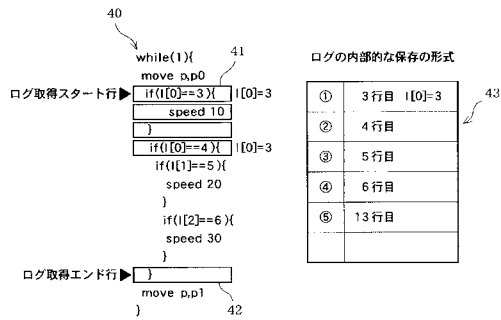 40
while(1){
41
move p,p0
ログ取得スタート行 if(I[0]==3){ I[0]=3
speed 10
}
if(I[0]==4){ I[0]=3
if(I[1]==5){
speed 20
}
if(I[2]==6){
speed 30
}
ログ取得エンド行 }
move p,p1
42
}
ログの内部的な保存の形式
43
① 3行目 I[0]=3
② 4行目
③ 5行目
④ 6行目
⑤ 13行目